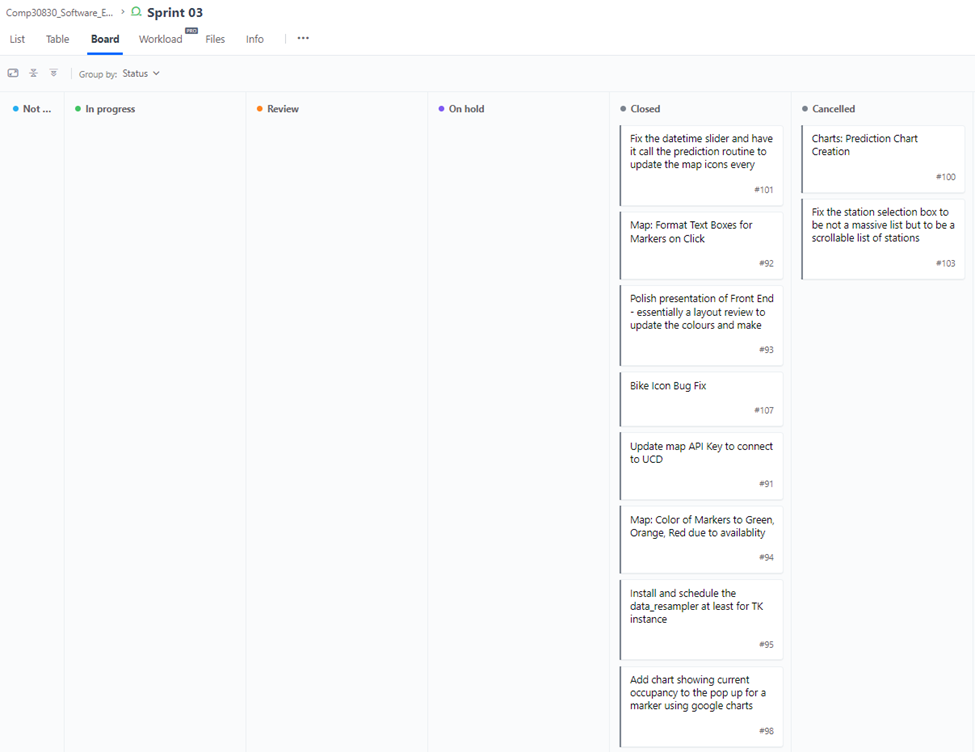 Comp30830_Software_E... > Sprint 03
List Table Board Workload PRO Files Info ...
Group by: Status
Not ...
In progress
Review
On hold
Closed
Fix the datetime slider and have
it call the prediction routine to
update the map icons every
#101
Map: Format Text Boxes for
Markers on Click
#92
Polish presentation of Front End
- essentially a layout review to
update the colours and make
#93
Bike Icon Bug Fix
#107
Update map API Key to connect
to UCD
#91
Map: Color of Markers to Green,
Orange, Red due to availablity
#94
Install and schedule the
data_resampler at least for TK
instance
#95
Add chart showing current
occupancy to the pop up for a
marker using google charts
#98
Cancelled
Charts: Prediction Chart
Creation
#100
Fix the station selection box to
be not a massive list but to be a
scrollable list of stations
#103